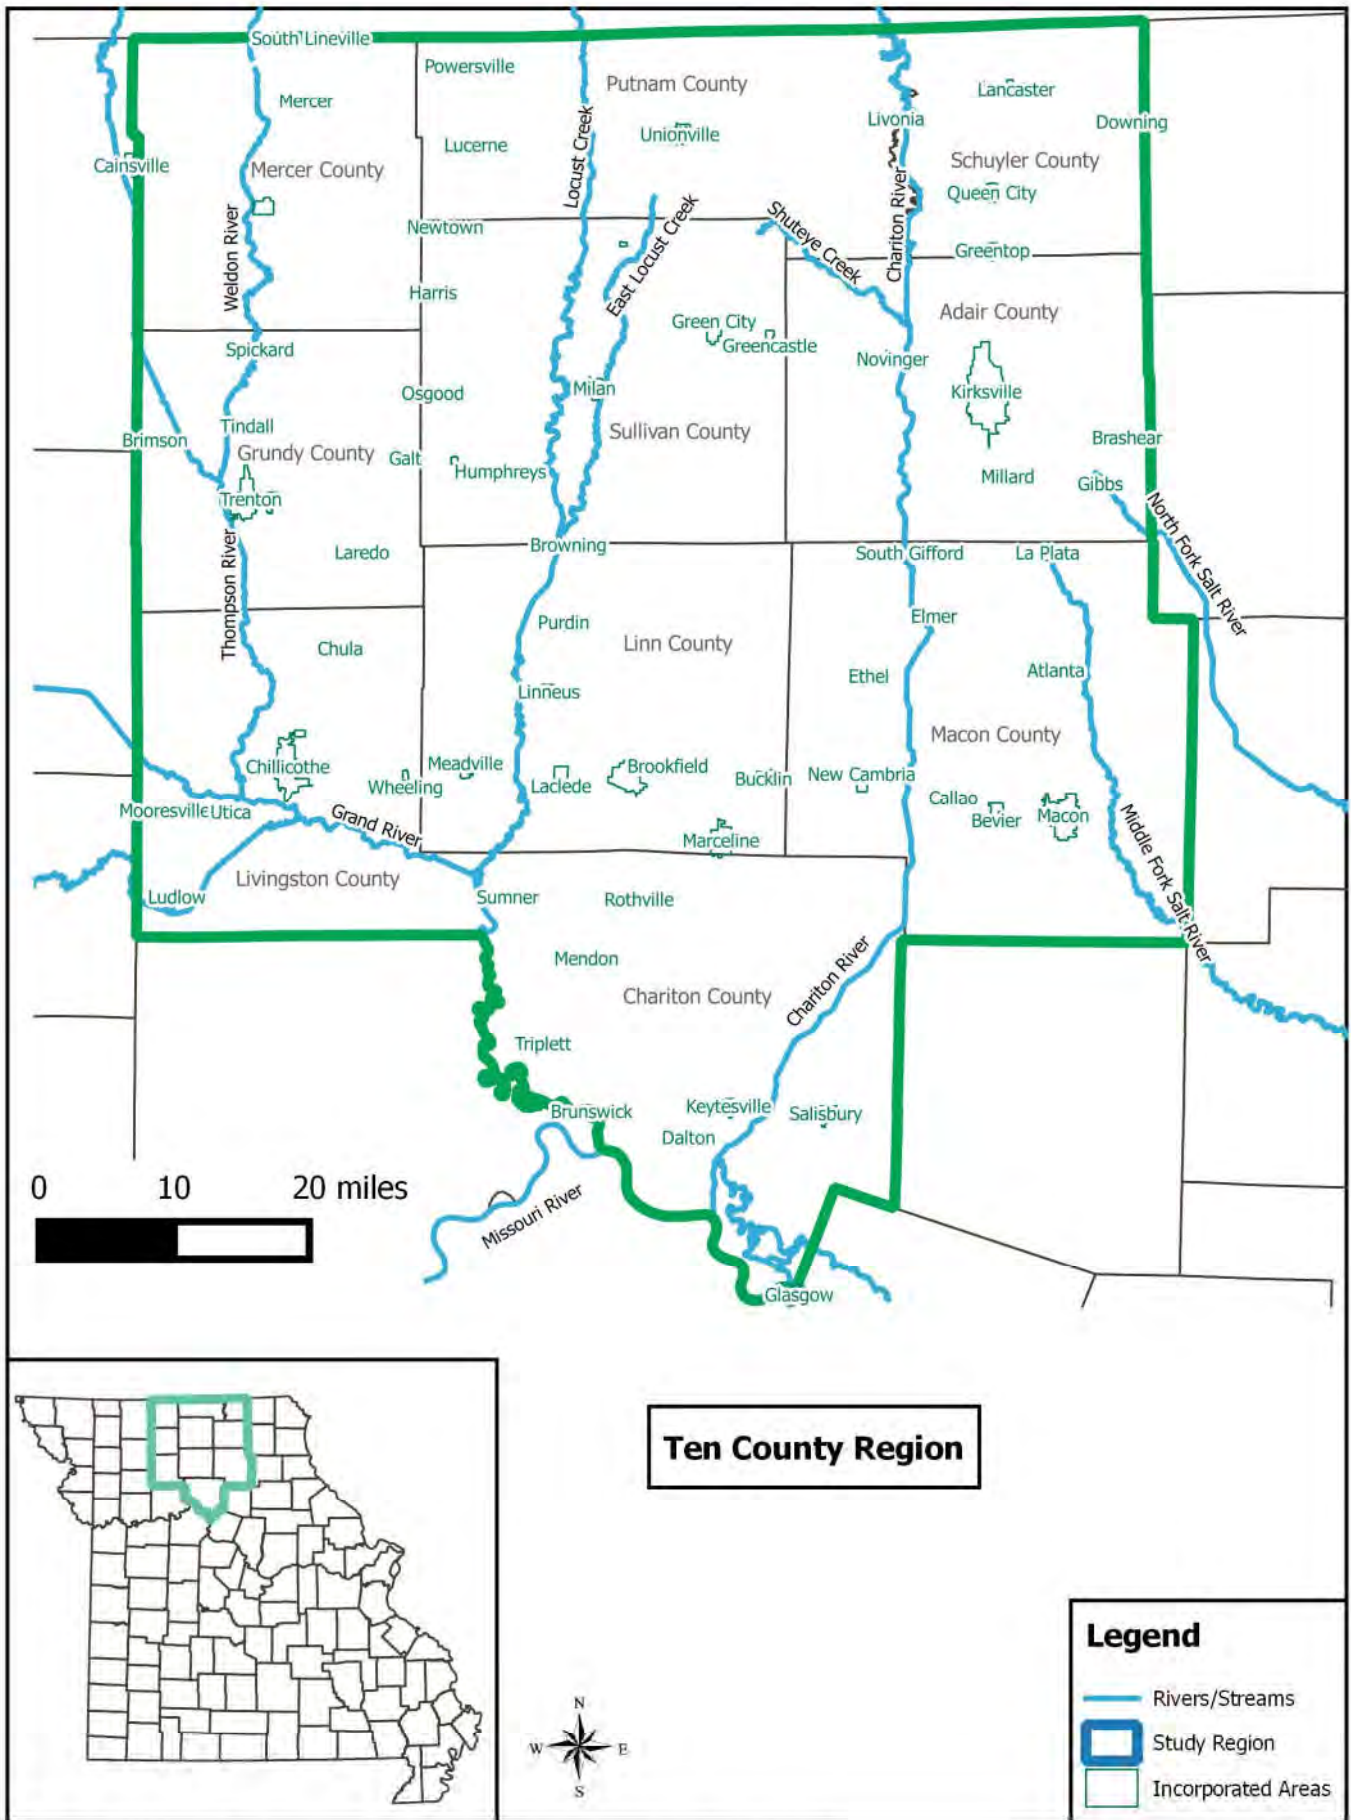 South Lineville
Powersville
Putnam County
Lancaster
Mercer
Locust Creek
Livonia
Downing
Unionville
Lucerne
Cainsville
Mercer County
Schuyler County
Queen City
Weldon River
Newtown
East Locust Creek
Shuteye Creek
Chariton River
Greentop
Harris
Adair County
Green City
Greencastle
Spickard
Novinger
Osgood
Milan
Kirksville
Tindall
Sullivan County
Brimson
Grundy County
Brashear
Galt
Humphreys
Millard
Gibbs
Trenton
North Fork Salt River
Laredo
Browning
South Gifford
La Plata
Thompson River
Elmer
Purdin
Linn County
Chula
Ethel
Atlanta
Linneus
Macon County
Chillicothe
Meadville
Brookfield
Wheeling
Laclede
Bucklin
New Cambria
Callao
Mooresville
Utica
Bevier
Macon
Grand River
Marceline
Middle Fork Salt River
Livingston County
Ludlow
Sumner
Rothville
Mendon
Chariton County
Chariton River
Triplett
Brunswick
Keytesville
Salisbury
Dalton
0 10 20 miles
Missouri River
Glasgow
Ten County Region
Legend
Rivers/Streams
Study Region
Incorporated Areas
N
W E
S